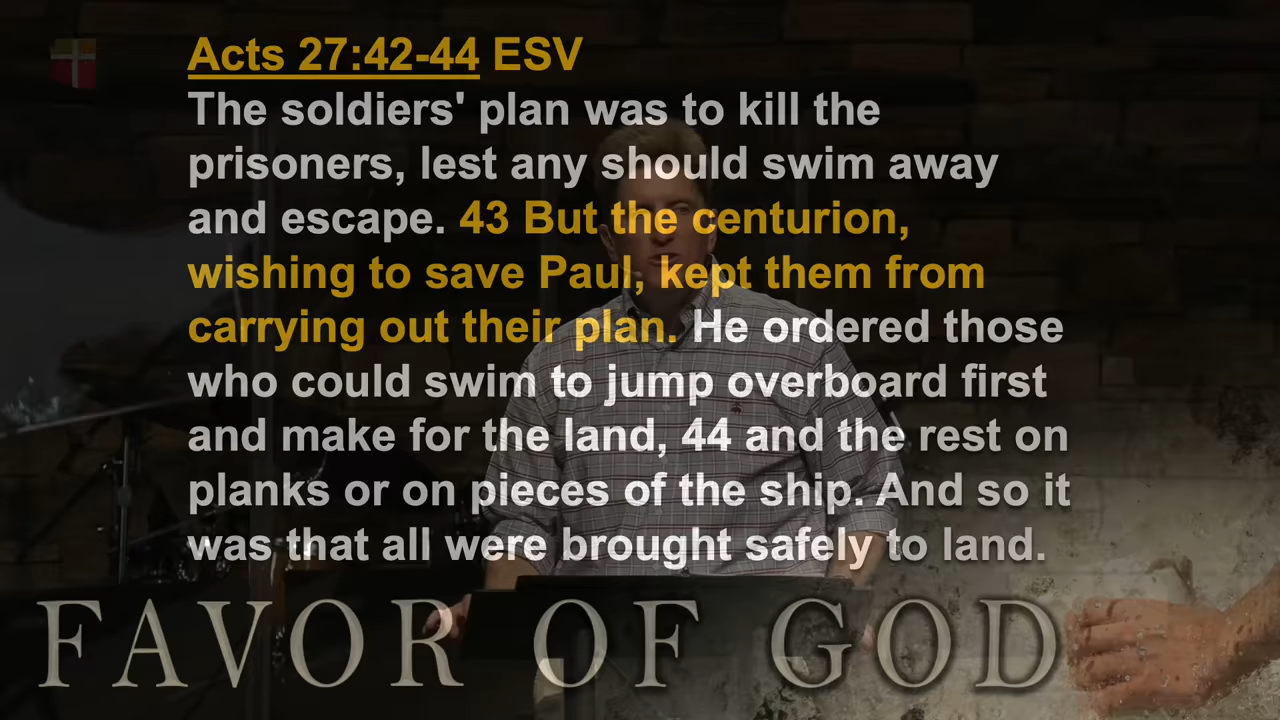 Acts 27:42-44 ESV
The soldiers' plan was to kill the
prisoners, lest any should swim away
and escape. 43 But the centurion,
wishing to save Paul, kept them from
carrying out their plan. He ordered those
who could swim to jump overboard first
and make for the land, 44 and the rest on
planks or on pieces of the ship. And so it
was that all were brought safely to land.
FAVOR OF GOD